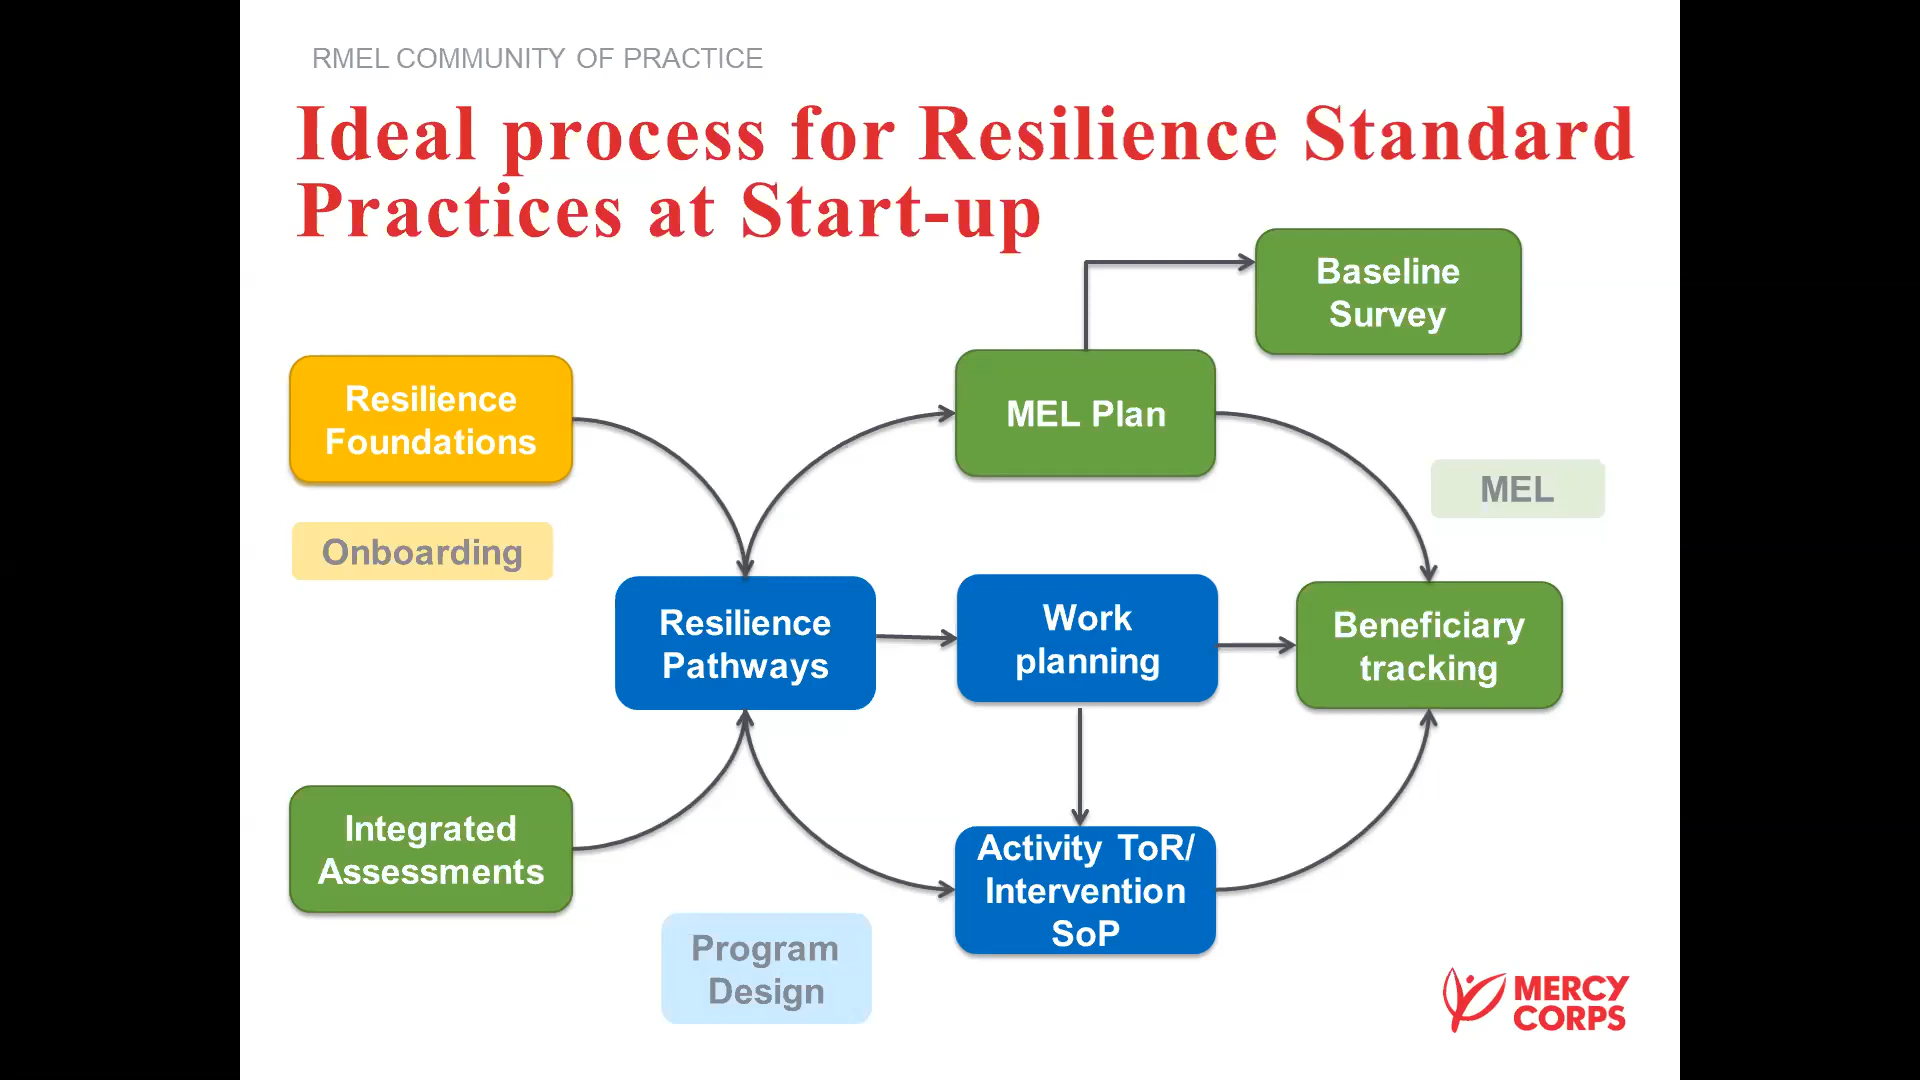 RMEL COMMUNITY OF PRACTICE
Ideal process for Resilience Standard
Practices at Start-up
Baseline
Survey
Resilience
Foundations
MEL Plan
MEL
Onboarding
Resilience
Pathways
Work
planning
Beneficiary
tracking
Integrated
Assessments
Activity ToR/
Intervention
SoP
Program
Design
MERCY
CORPS